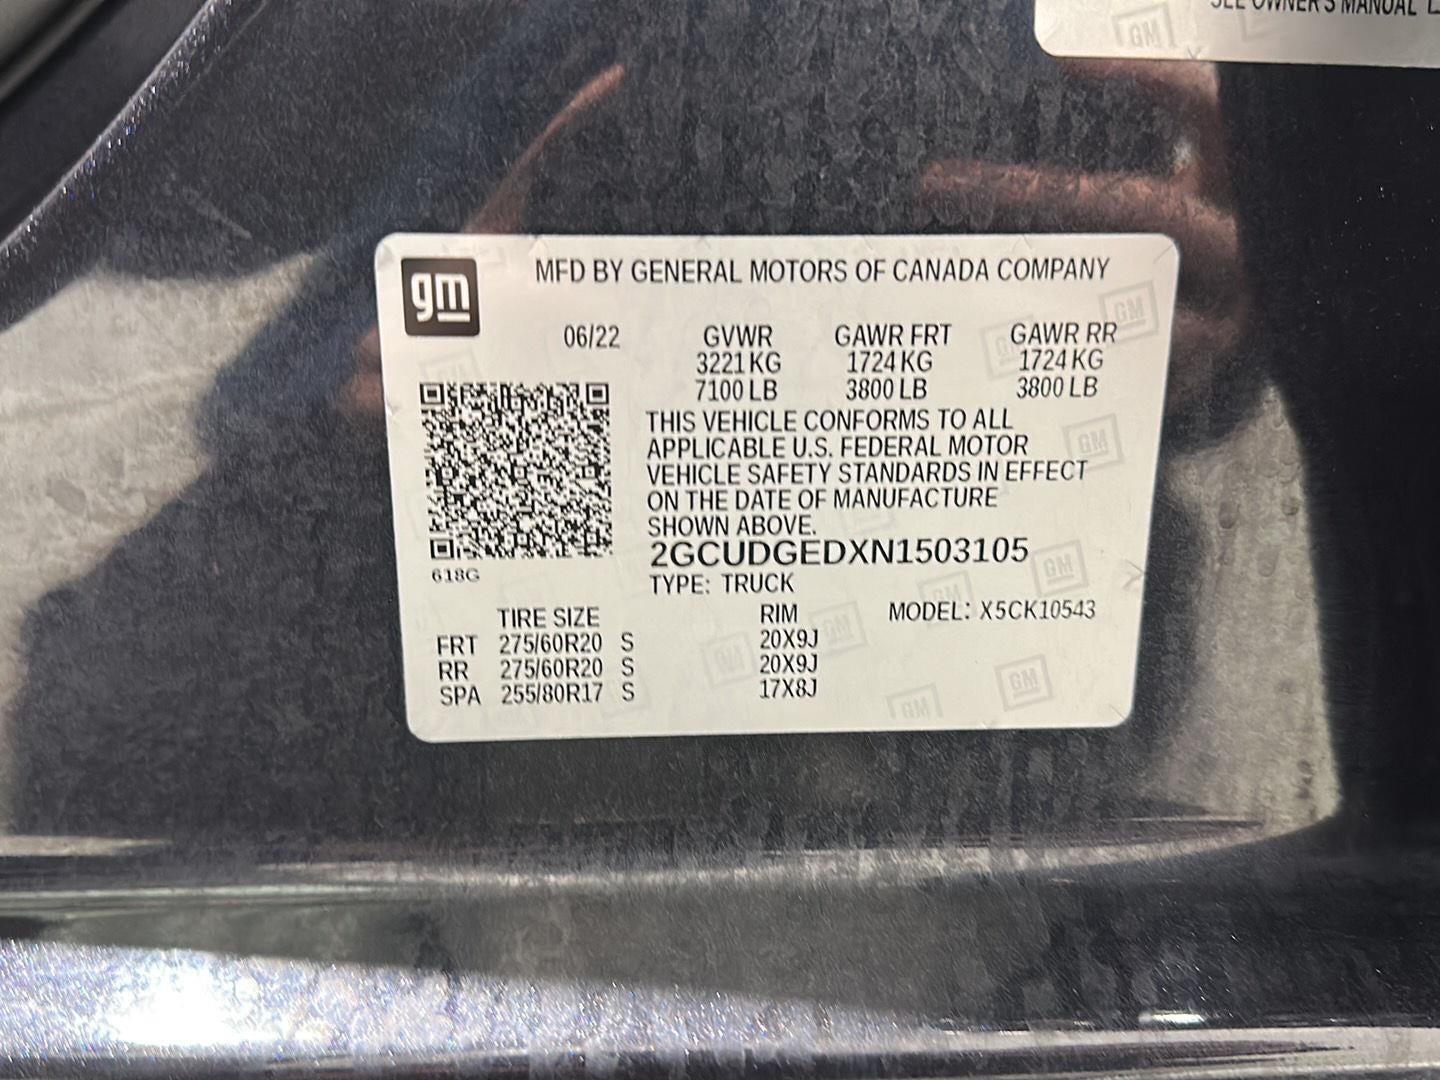 SEE OWNER'S MANUAL
gm
MFD BY GENERAL MOTORS OF CANADA COMPANY
06/22 GVWR GAWR FRT GAWR RR
3221 KG 1724 KG 1724 KG
7100 LB 3800 LB 3800 LB
THIS VEHICLE CONFORMS TO ALL
APPLICABLE U.S. FEDERAL MOTOR
VEHICLE SAFETY STANDARDS IN EFFECT
ON THE DATE OF MANUFACTURE
SHOWN ABOVE.
2GCUDGEDXN1503105
618G
TYPE: TRUCK
TIRE SIZE RIM MODEL: X5CK10543
FRT 275/60R20 S 20X9J
RR 275/60R20 S 20X9J
SPA 255/80R17 S 17X8J